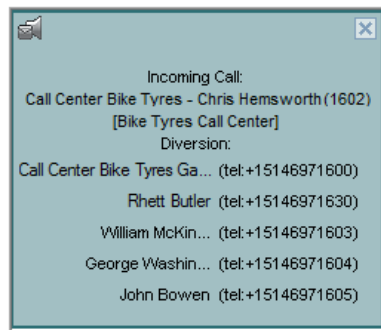 Incoming Call:
Call Center Bike Tyres - Chris Hemsworth (1602)
[Bike Tyres Call Center]
Diversion:
Call Center Bike Tyres Ga... (tel:+15146971600)
Rhett Butler (tel:+15146971630)
William McKin... (tel:+15146971603)
George Washin... (tel:+15146971604)
John Bowen (tel:+15146971605)